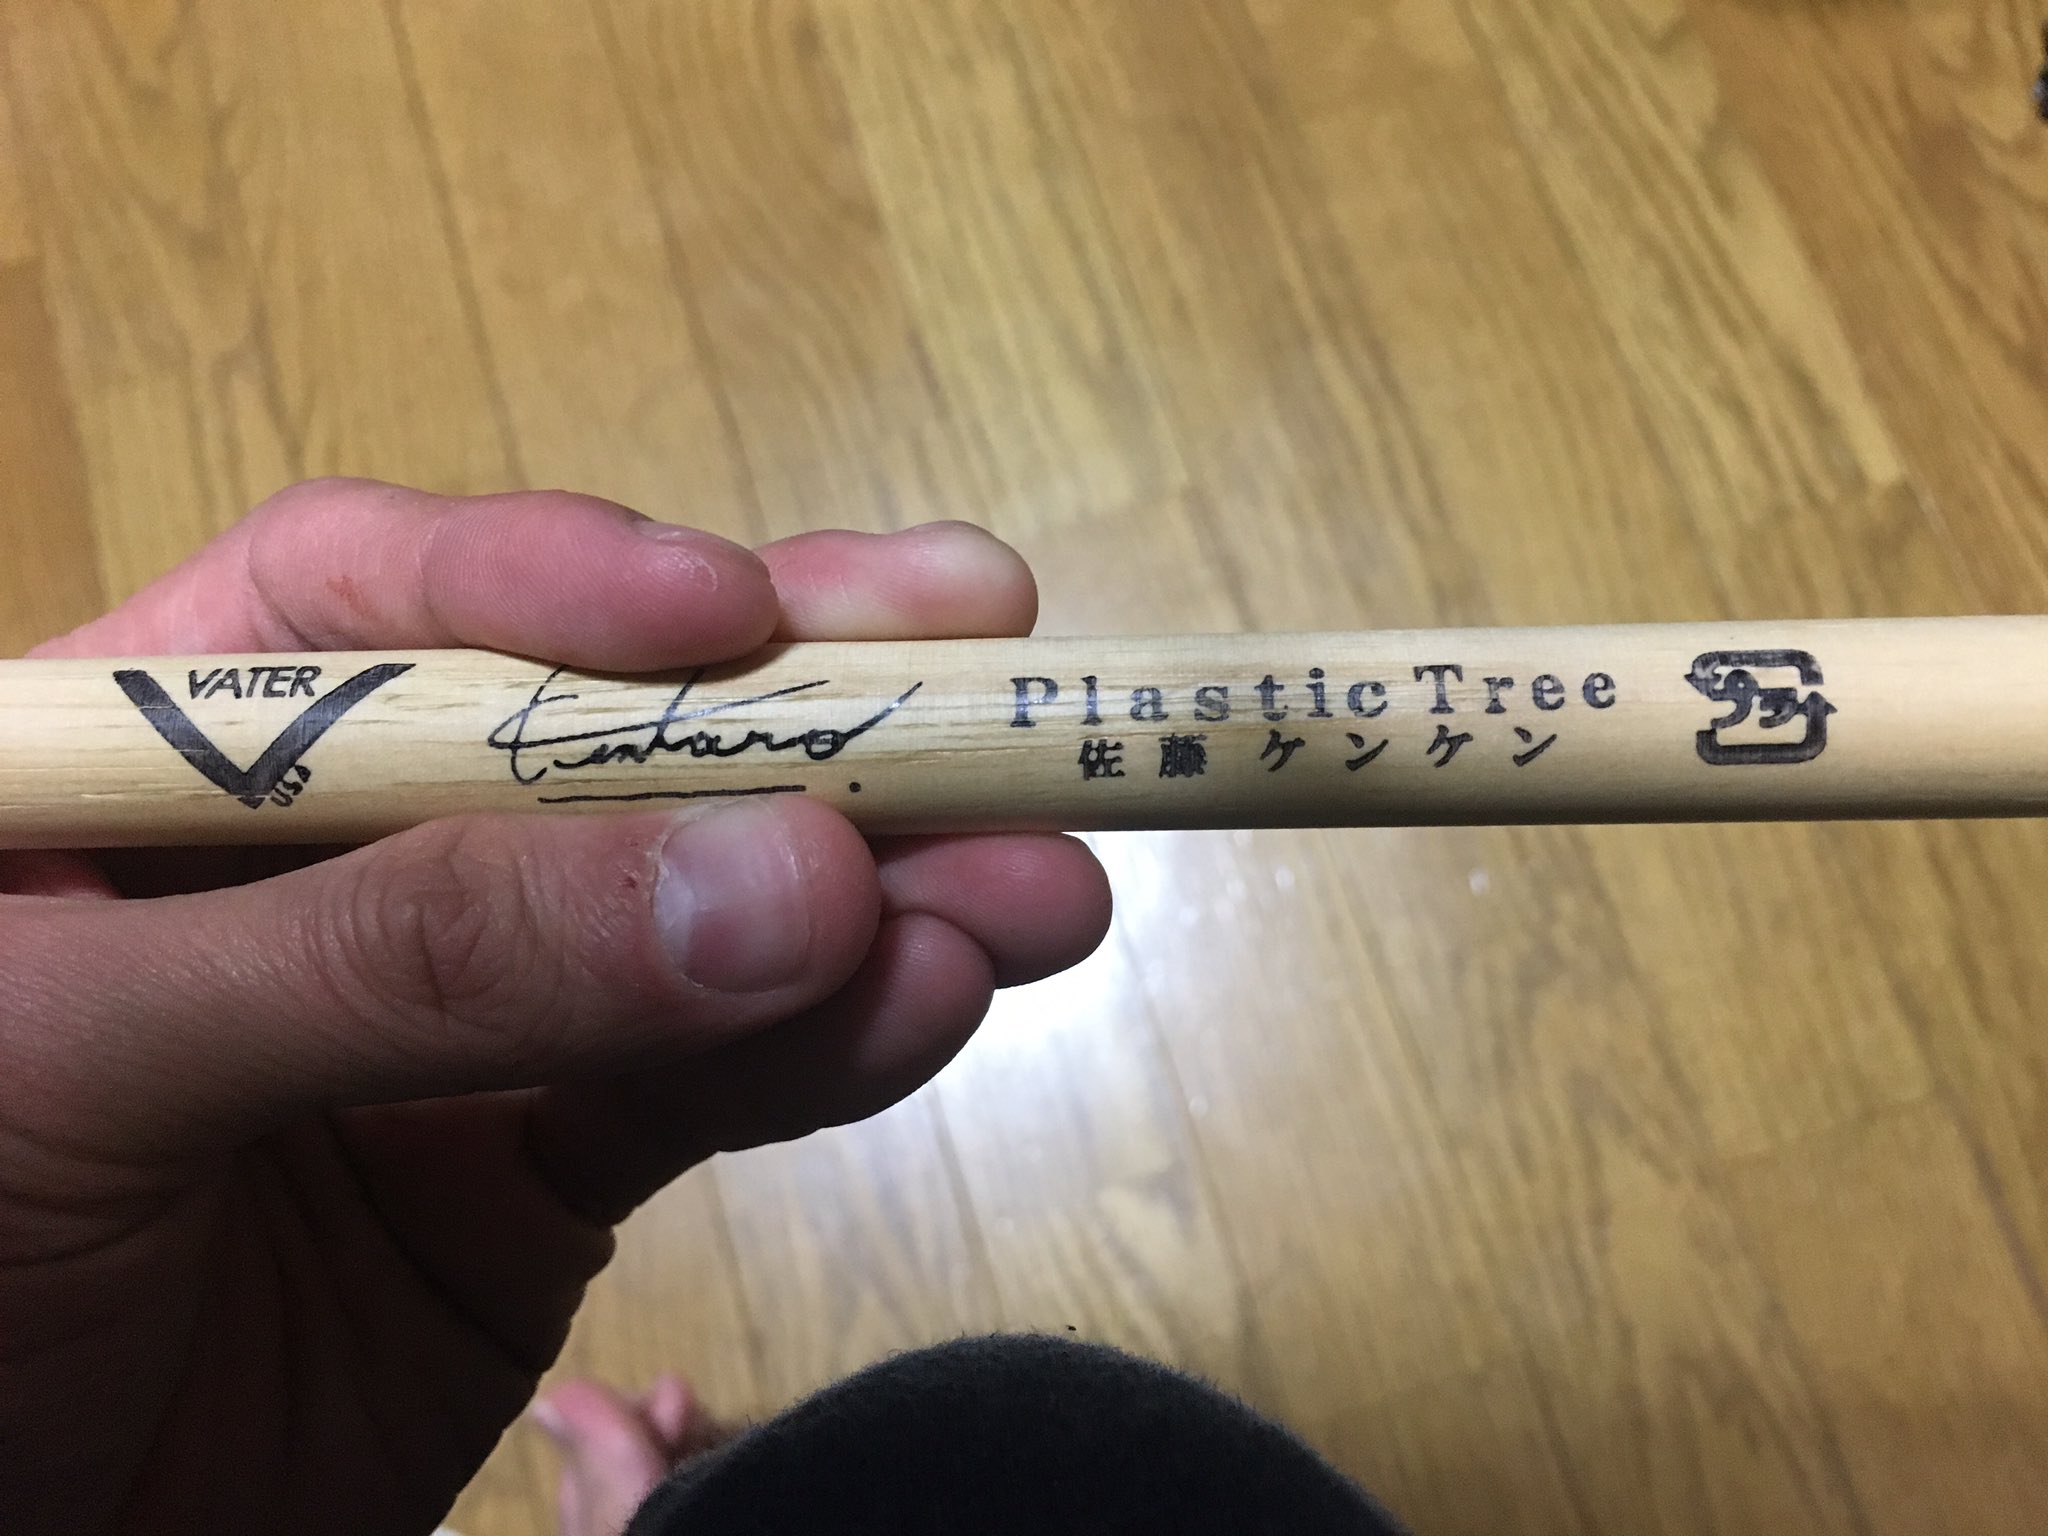 VATER
USA
Kentaro
Plastic Tree
佐藤ケンケン